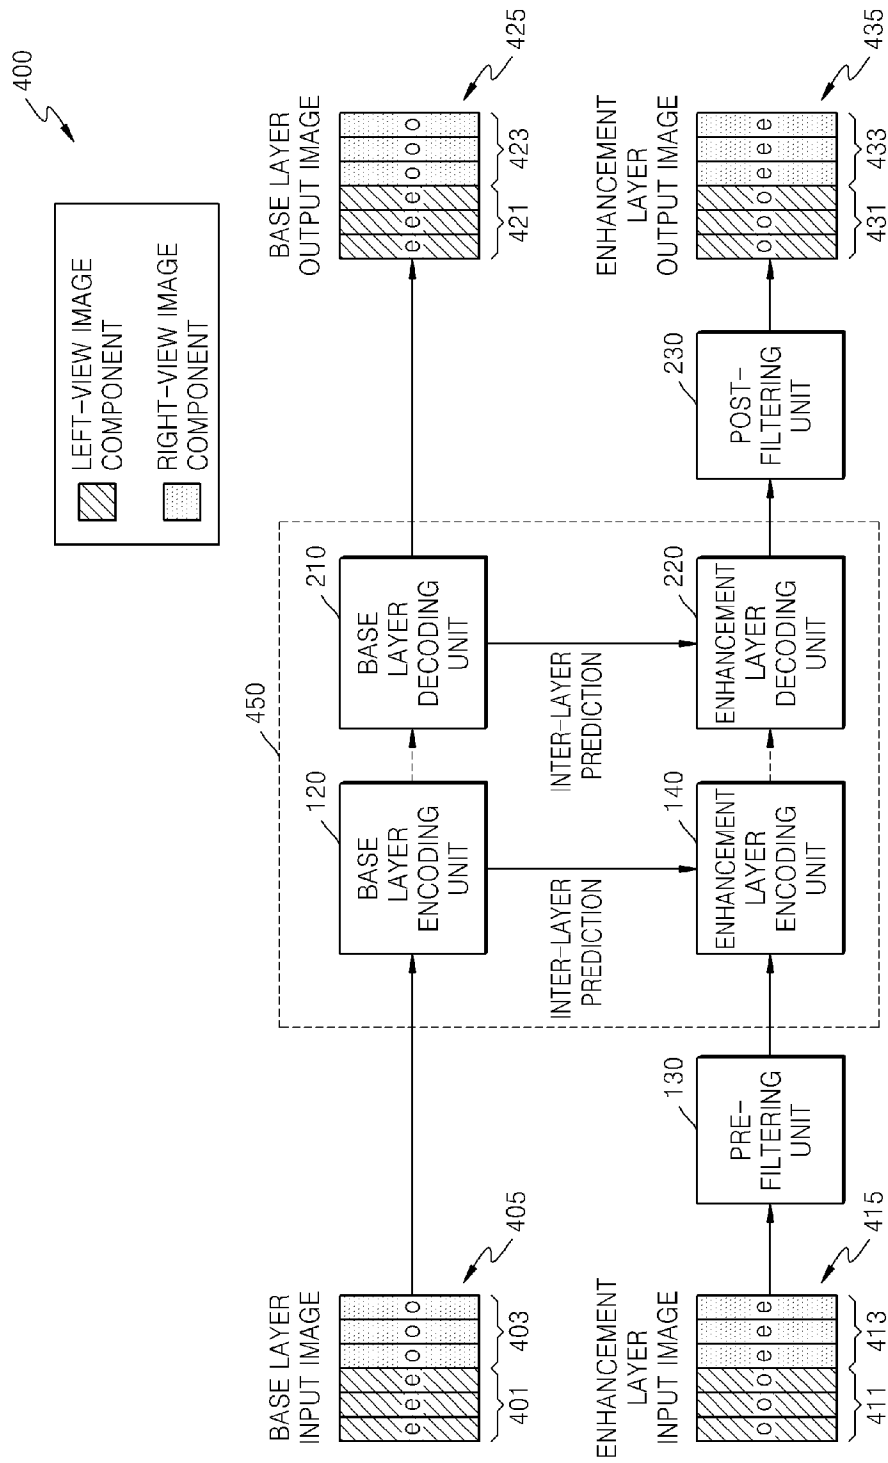 400
LEFT-VIEW IMAGE
COMPONENT
RIGHT-VIEW IMAGE
COMPONENT
450
BASE LAYER
INPUT IMAGE
e e e o o o
401 403
405
120
BASE
LAYER
ENCODING
UNIT
210
BASE
LAYER
DECODING
UNIT
BASE LAYER
OUTPUT IMAGE
e e e o o o
421 423
425
INTER-LAYER
PREDICTION
INTER-LAYER
PREDICTION
ENHANCEMENT
LAYER
INPUT IMAGE
o o o e e e
411 413
415
130
PRE-
FILTERING
UNIT
140
ENHANCEMENT
LAYER
ENCODING
UNIT
220
ENHANCEMENT
LAYER
DECODING
UNIT
230
POST-
FILTERING
UNIT
ENHANCEMENT
LAYER
OUTPUT IMAGE
o o o e e e
431 433
435